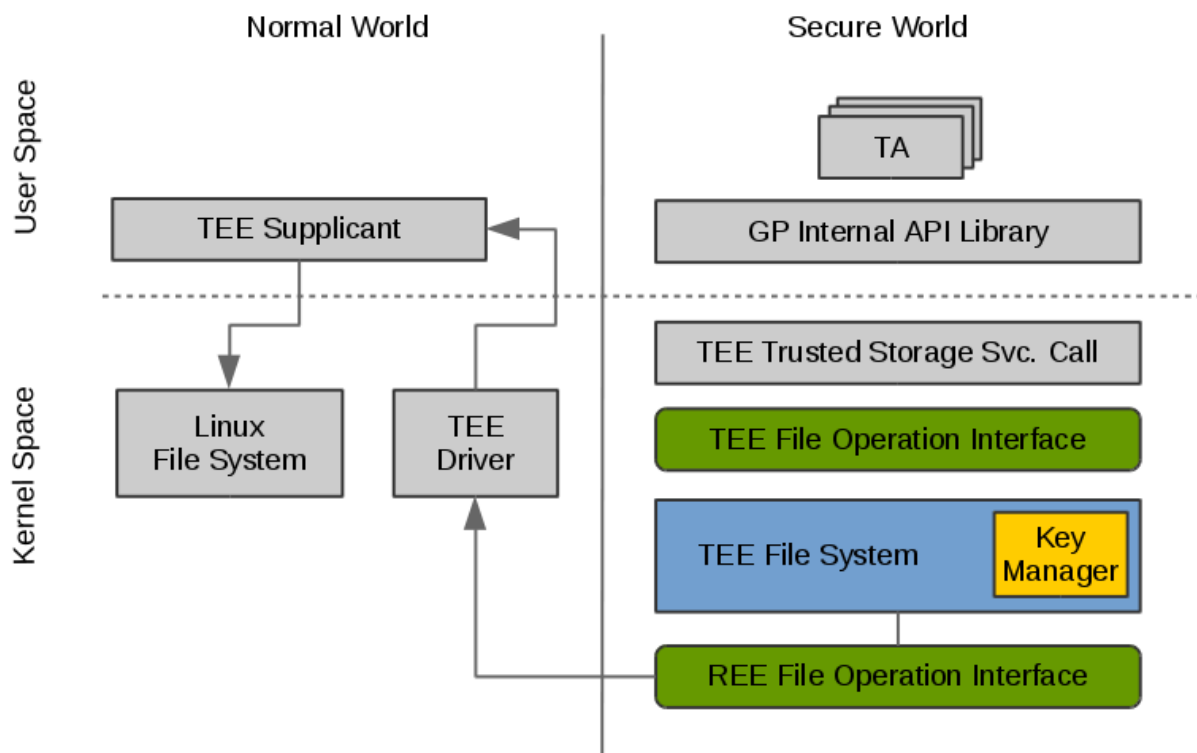 Normal World
Secure World
User Space
TA
TEE Supplicant
GP Internal API Library
Kernel Space
TEE Trusted Storage Svc. Call
Linux
File System
TEE
Driver
TEE File Operation Interface
TEE File System
Key
Manager
REE File Operation Interface